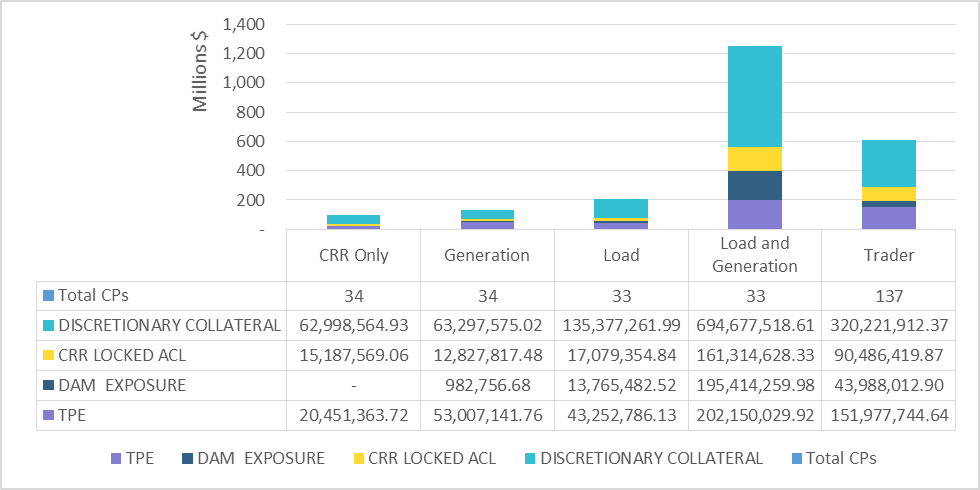 Millions $
1,400
1,200
1,000
800
600
400
200
-
CRR Only Generation Load Load and Generation Trader
Total CPs 34 34 33 33 137
DISCRETIONARY COLLATERAL 62,998,564.93 63,297,575.02 135,377,261.99 694,677,518.61 320,221,912.37
CRR LOCKED ACL 15,187,569.06 12,827,817.48 17,079,354.84 161,314,628.33 90,486,419.87
DAM EXPOSURE - 982,756.68 13,765,482.52 195,414,259.98 43,988,012.90
TPE 20,451,363.72 53,007,141.76 43,252,786.13 202,150,029.92 151,977,744.64
TPE DAM EXPOSURE CRR LOCKED ACL DISCRETIONARY COLLATERAL Total CPs